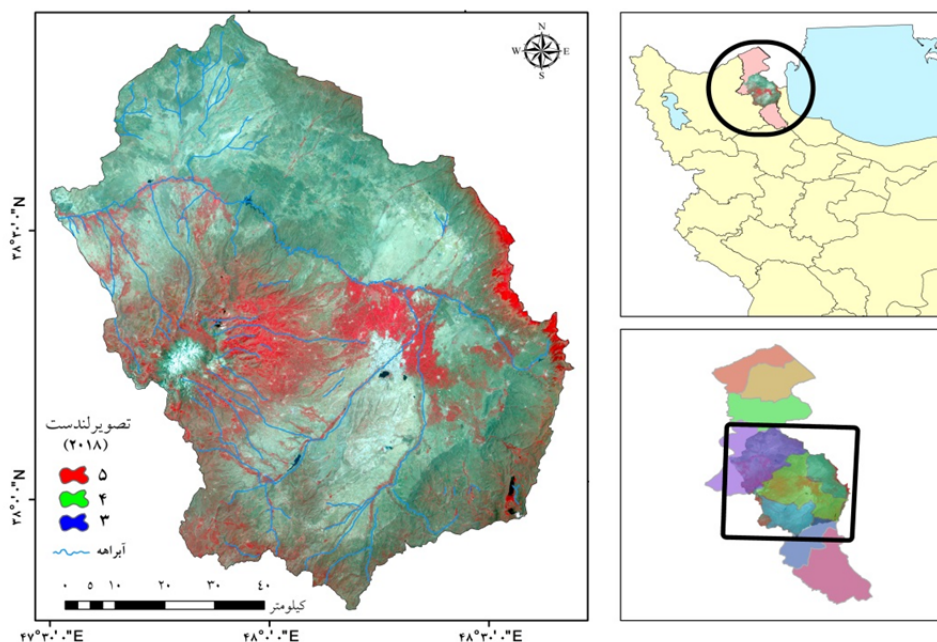 N
W E
S
۳۸°۳۰'۰"N
۳۸°۰'۰"N
تصویرلندست
(۲۰۱۸)
۵
۴
۳
آبراهه
۰ ۵ ۱۰ ۲۰ ۳۰ ۴۰
کیلومتر
۴۷°۳۰'۰"E ۴۸°۰'۰"E ۴۸°۳۰'۰"E